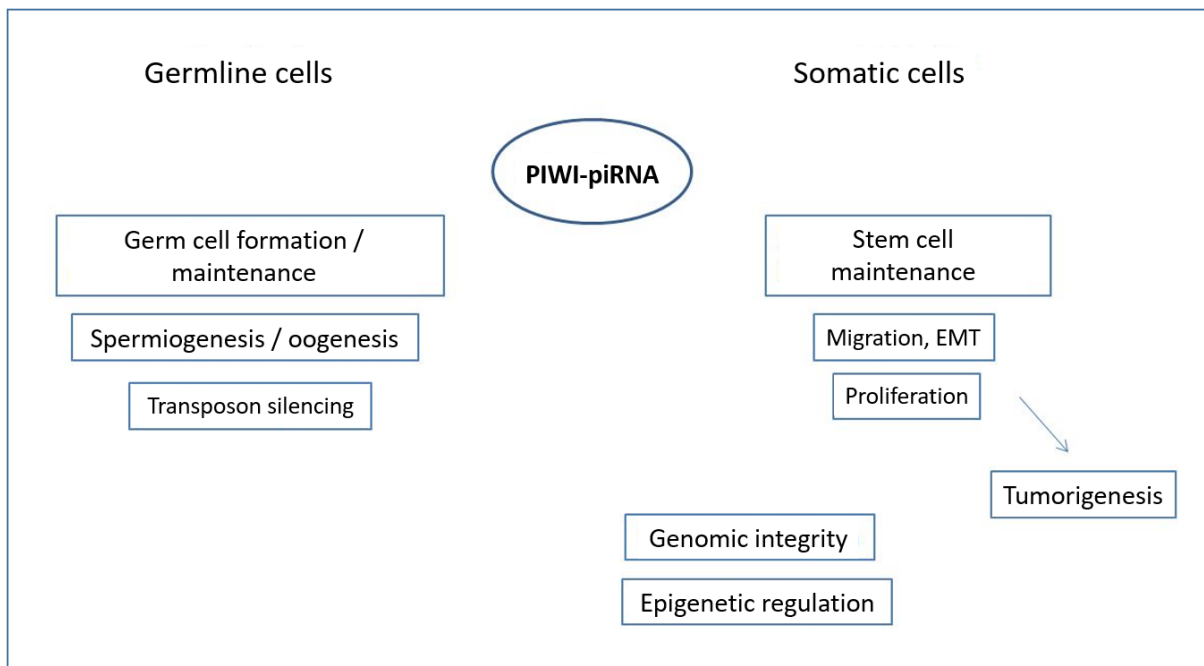 Germline cells
Somatic cells
PIWI-piRNA
Germ cell formation /
maintenance
Spermiogenesis / oogenesis
Transposon silencing
Stem cell
maintenance
Migration, EMT
Proliferation
Tumorigenesis
Genomic integrity
Epigenetic regulation